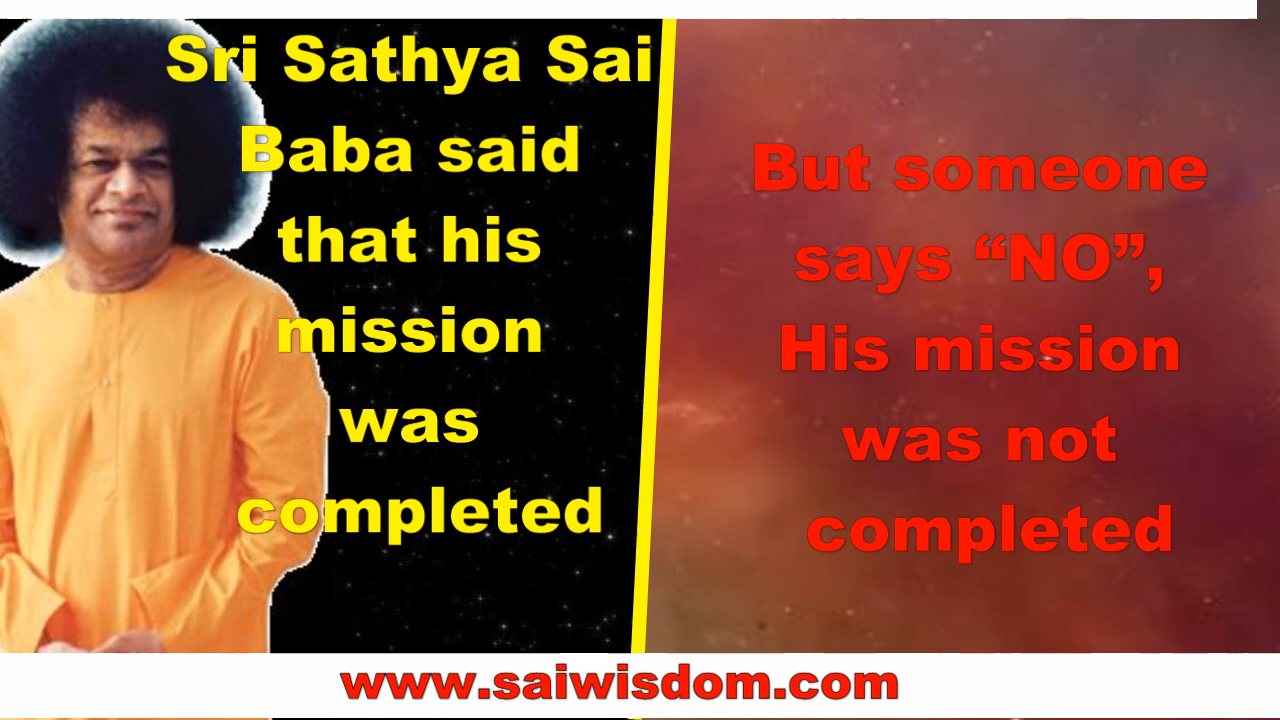 Sri Sathya Sai
Baba said
that his
mission
was
completed
But someone
says “NO”,
His mission
was not
completed
www.saiwisdom.com